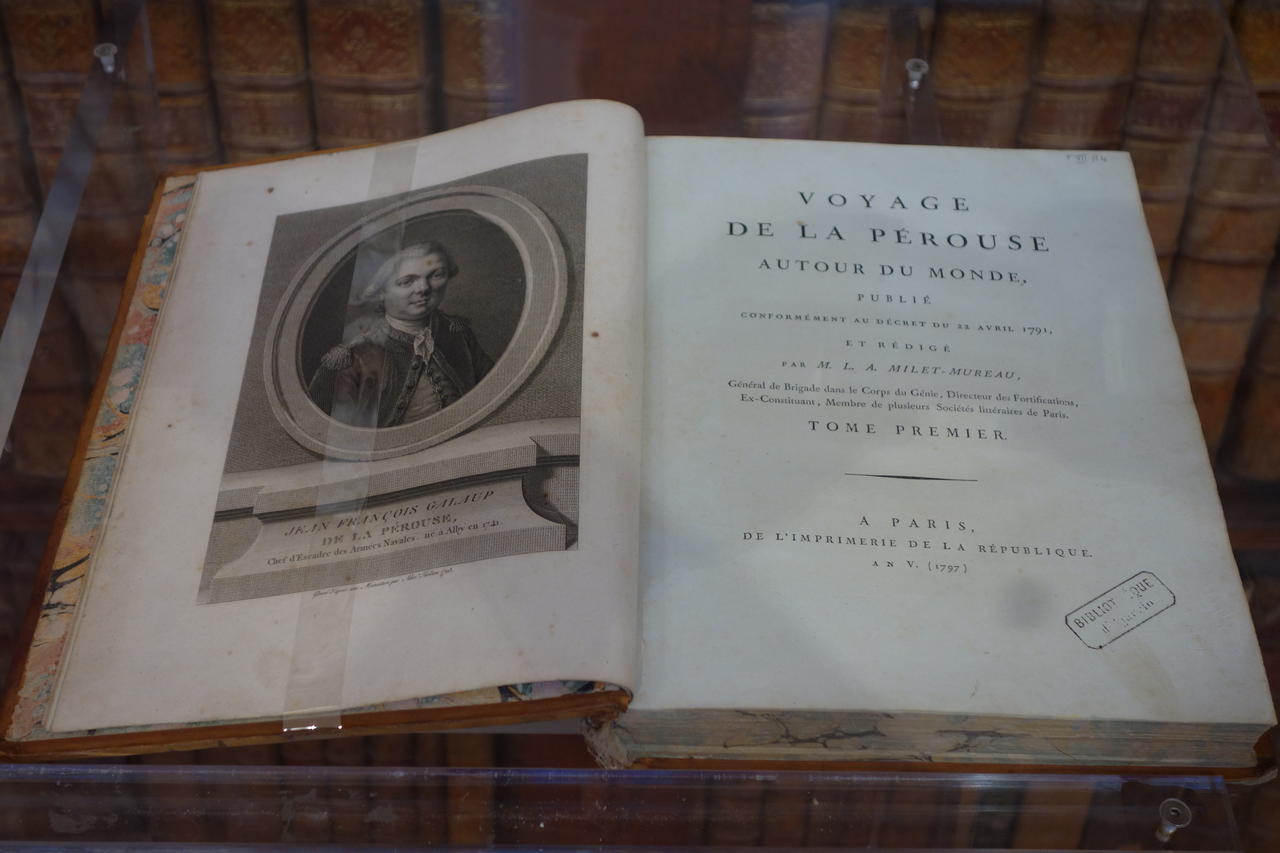 JEAN FRANÇOIS GALAUP
DE LA PÉROUSE,
Chef d'Escadre des Armées Navales. né à Alby en 1741.
VOYAGE
DE LA PÉROUSE
AUTOUR DU MONDE,
PUBLIÉ
CONFORMÉMENT AU DÉCRET DU 22 AVRIL 1791,
ET RÉDIGÉ
PAR M. L. A. MILET-MUREAU,
Général de Brigade dans le Corps du Génie, Directeur des Fortifications,
Ex-Constituant, Membre de plusieurs Sociétés littéraires de Paris.
TOME PREMIER.
A PARIS,
DE L'IMPRIMERIE DE LA RÉPUBLIQUE.
AN V. (1797)